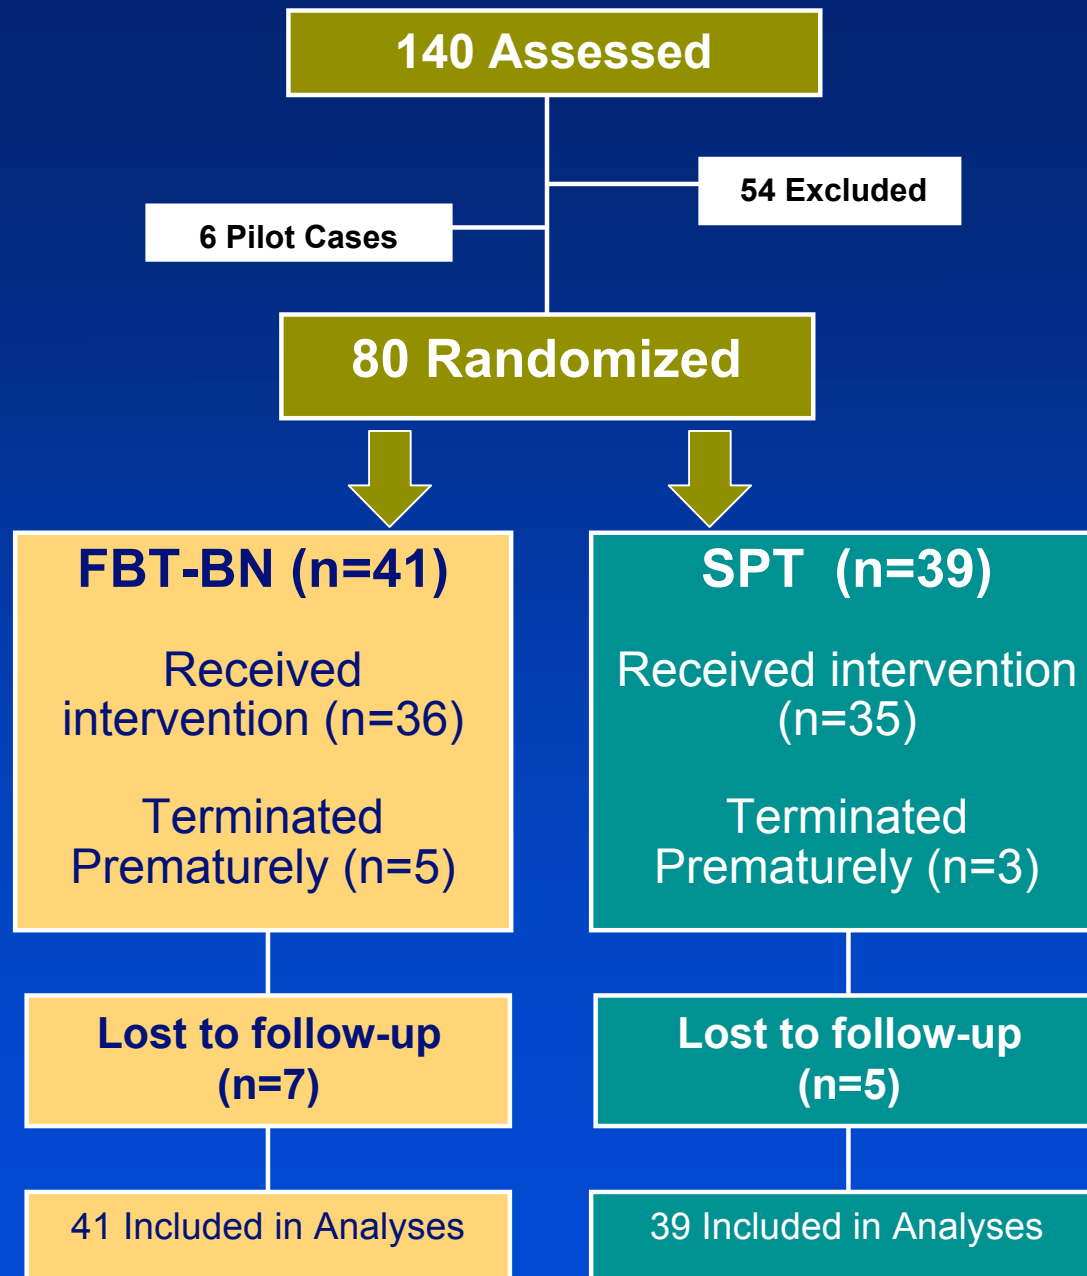 140 Assessed
54 Excluded
6 Pilot Cases
80 Randomized
FBT-BN (n=41)
Received
intervention (n=36)
Terminated
Prematurely (n=5)
SPT (n=39)
Received intervention
(n=35)
Terminated
Prematurely (n=3)
Lost to follow-up
(n=7)
Lost to follow-up
(n=5)
41 Included in Analyses
39 Included in Analyses